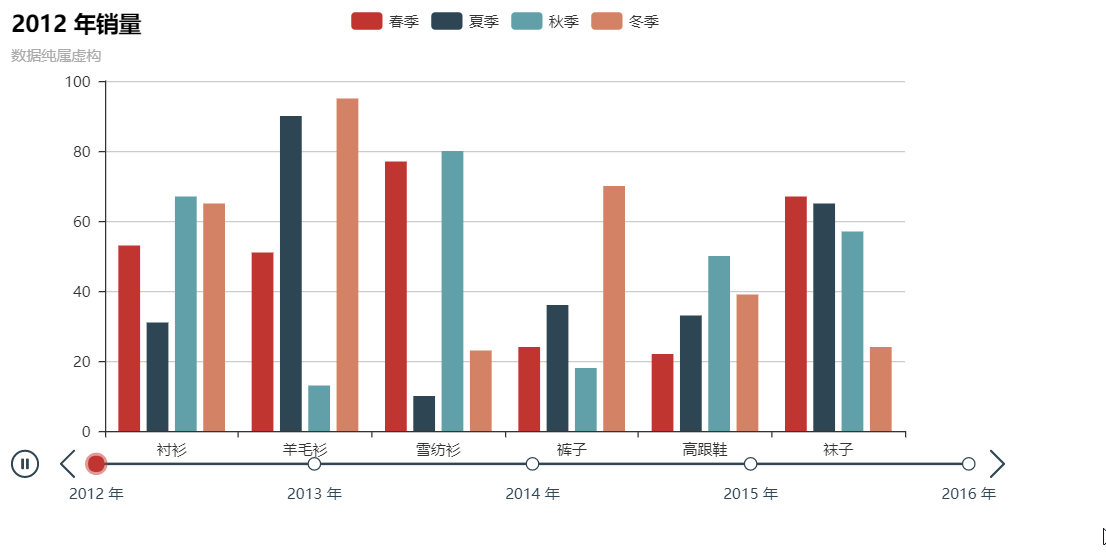 2012 年销量
春季 夏季 秋季 冬季
数据纯属虚构
100
80
60
40
20
0
衬衫 羊毛衫 雪纺衫 裤子 高跟鞋 袜子
2012 年 2013 年 2014 年 2015 年 2016 年